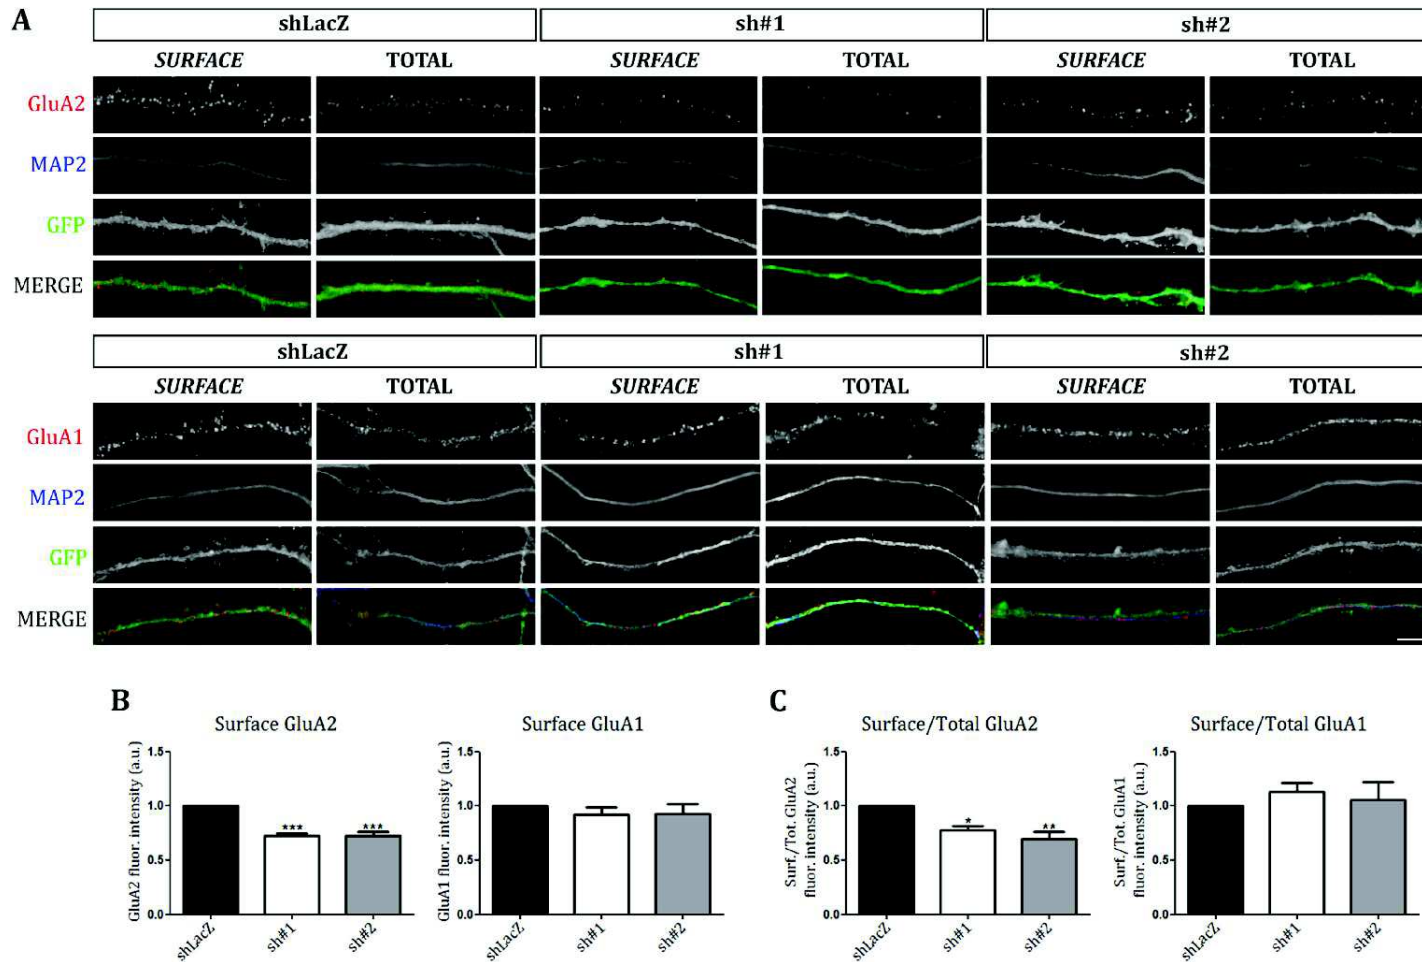 A
shLacZ sh#1 sh#2
SURFACE TOTAL SURFACE TOTAL SURFACE TOTAL
GluA2
MAP2
GFP
MERGE
shLacZ sh#1 sh#2
SURFACE TOTAL SURFACE TOTAL SURFACE TOTAL
GluA1
MAP2
GFP
MERGE
B
Surface GluA2
GluA2 fluor. intensity (a.u.)
1.5
1.0
0.5
0.0
*** ***
shLacZ sh#1 sh#2
Surface GluA1
GluA1 fluor. intensity (a.u.)
1.5
1.0
0.5
0.0
shLacZ sh#1 sh#2
C
Surface/Total GluA2
Surf./Tot. GluA2
fluor. intensity (a.u.)
1.5
1.0
0.5
0.0
* **
shLacZ sh#1 sh#2
Surface/Total GluA1
Surf./Tot. GluA1
fluor. intensity (a.u.)
1.5
1.0
0.5
0.0
shLacZ sh#1 sh#2